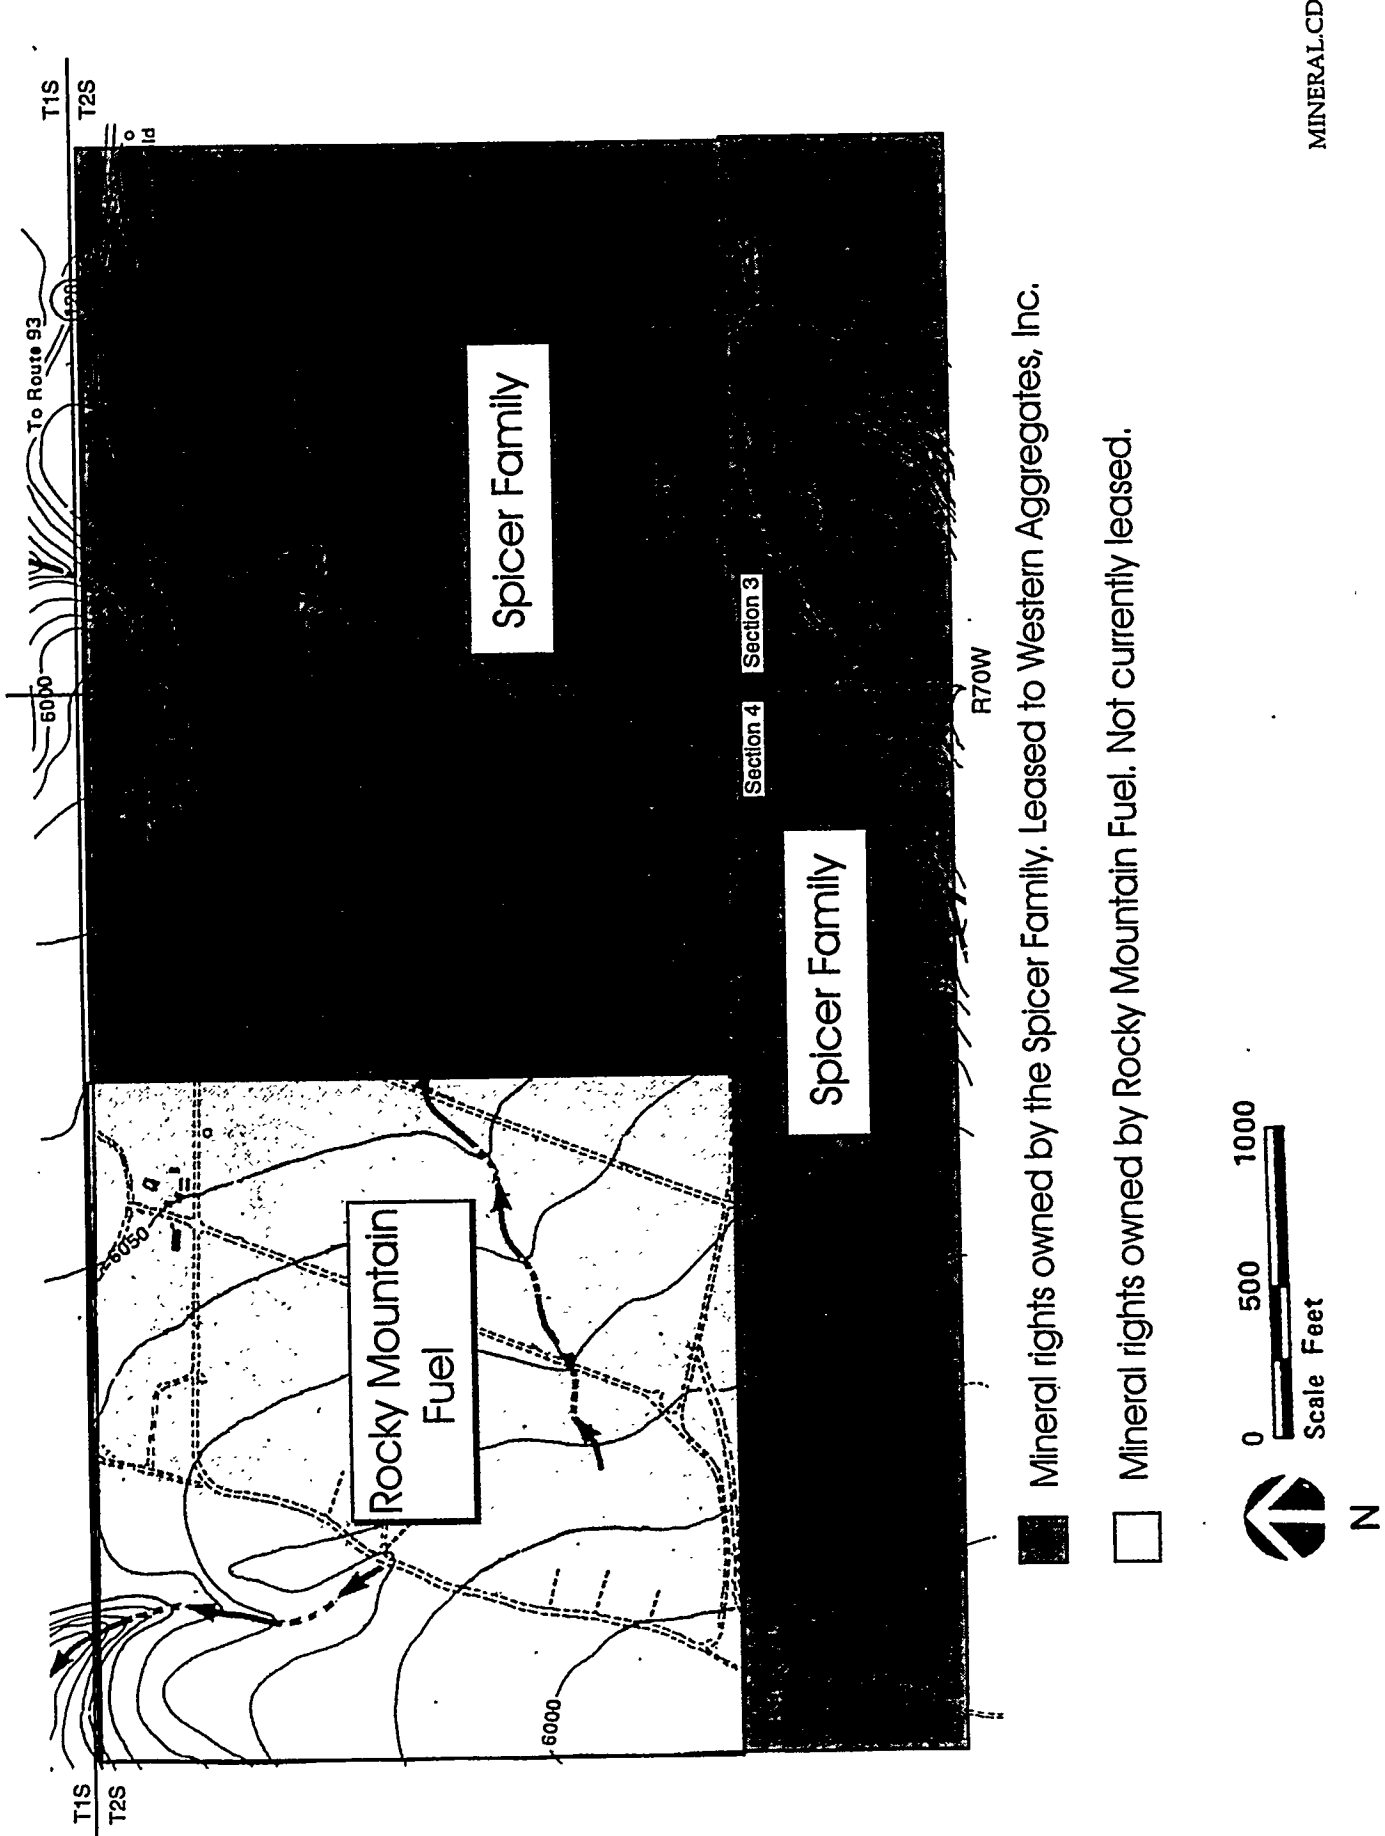 T1S
T2S
T1S
T2S
To Route 93
6000
6050
6000
Rocky Mountain
Fuel
Spicer Family
Spicer Family
Section 4
Section 3
R70W
Mineral rights owned by the Spicer Family. Leased to Western Aggregates, Inc.
Mineral rights owned by Rocky Mountain Fuel. Not currently leased.
0 500 1000
Scale Feet
N
MINERAL.CD